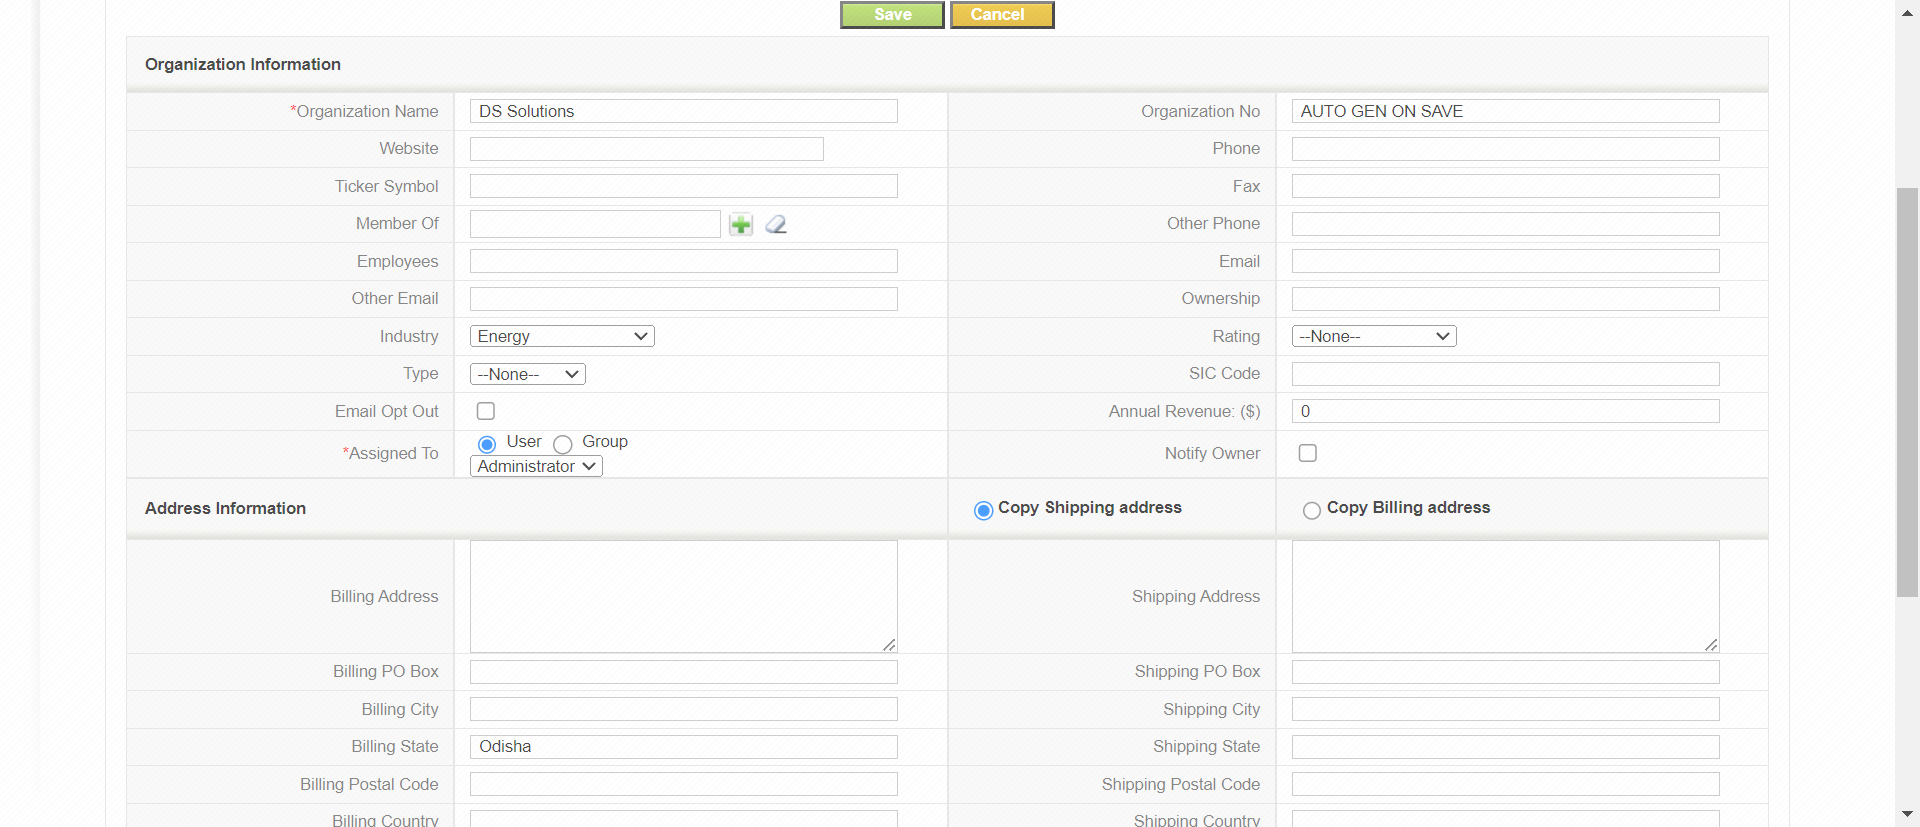 Save Cancel
Organization Information
*Organization Name DS Solutions Organization No AUTO GEN ON SAVE
Website Phone
Ticker Symbol Fax
Member Of Other Phone
Employees Email
Other Email Ownership
Industry Energy Rating --None--
Type --None-- SIC Code
Email Opt Out Annual Revenue: ($) 0
*Assigned To User Group Notify Owner
Administrator
Address Information Copy Shipping address Copy Billing address
Billing Address Shipping Address
Billing PO Box Shipping PO Box
Billing City Shipping City
Billing State Odisha Shipping State
Billing Postal Code Shipping Postal Code
Billing Country Shipping Country